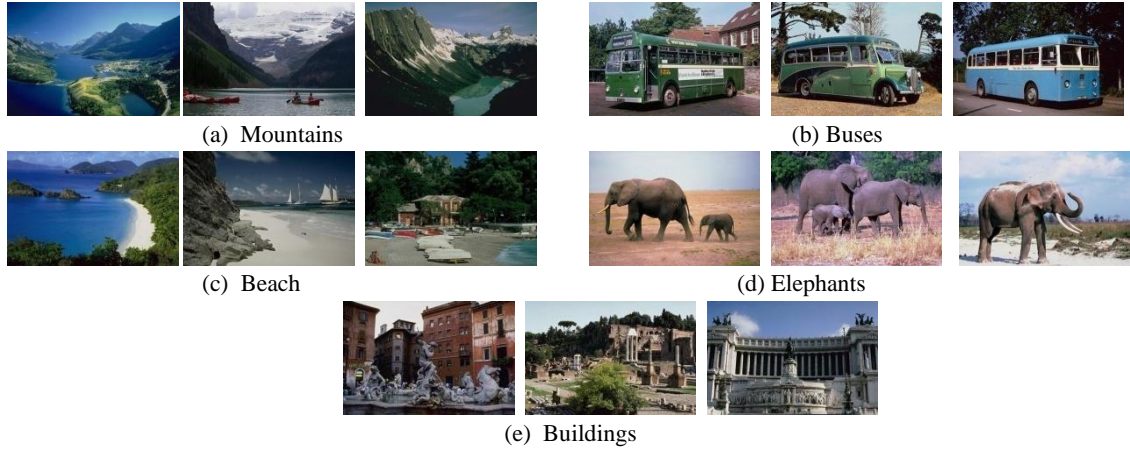 (a) Mountains
(b) Buses
(c) Beach
(d) Elephants
(e) Buildings